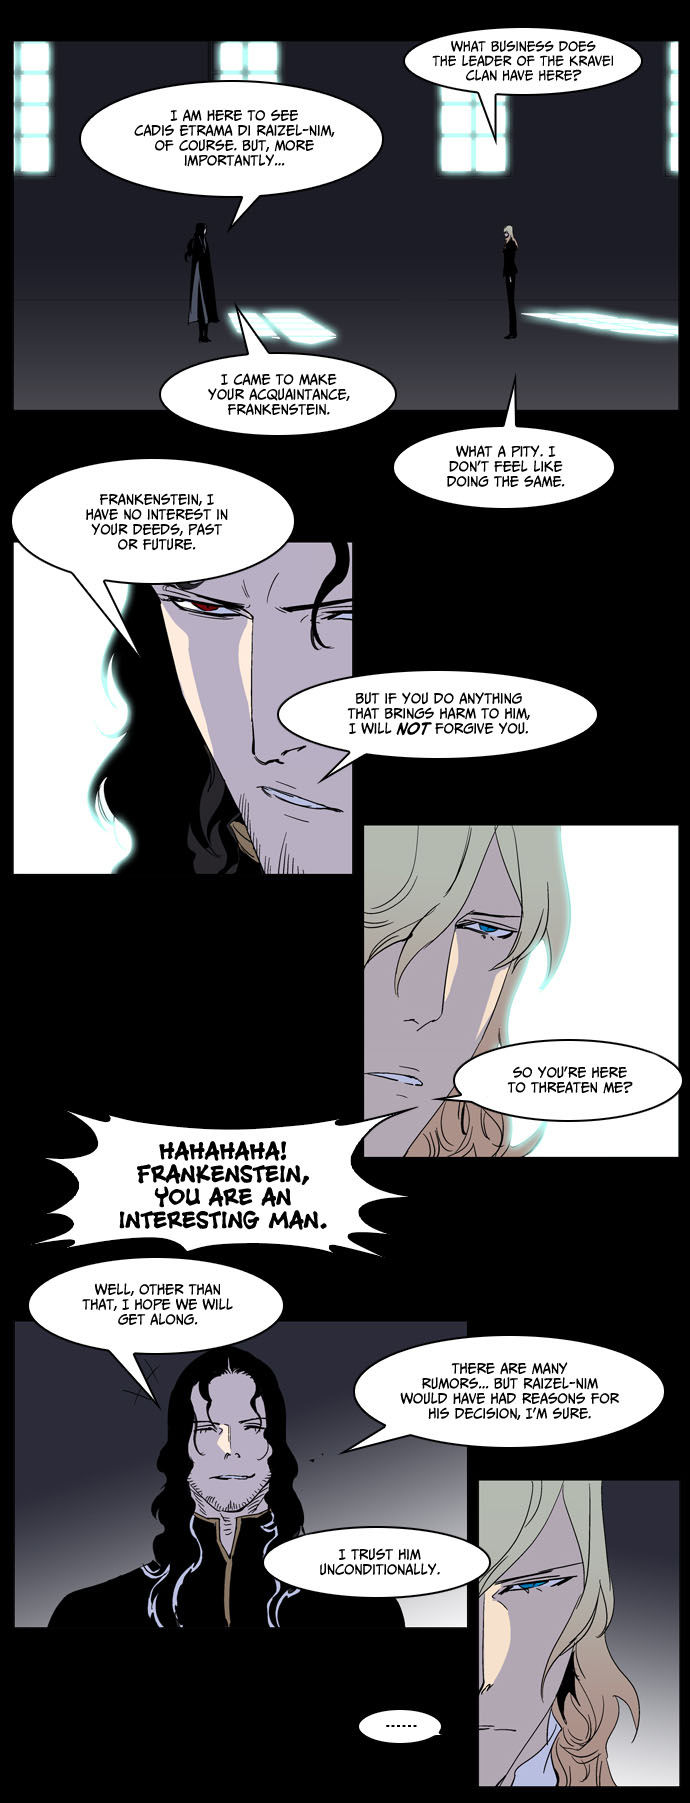 WHAT BUSINESS DOES
THE LEADER OF THE KRAVEI
CLAN HAVE HERE?
I AM HERE TO SEE
CADIS ETRAMA DI RAIZEL-NIM,
OF COURSE. BUT, MORE
IMPORTANTLY...
I CAME TO MAKE
YOUR ACQUAINTANCE,
FRANKENSTEIN.
WHAT A PITY. I
DON'T FEEL LIKE
DOING THE SAME.
FRANKENSTEIN, I
HAVE NO INTEREST IN
YOUR DEEDS, PAST
OR FUTURE.
BUT IF YOU DO ANYTHING
THAT BRINGS HARM TO HIM,
I WILL NOT FORGIVE YOU.
SO YOU'RE HERE
TO THREATEN ME?
HAHAHAHA!
FRANKENSTEIN,
YOU ARE AN
INTERESTING MAN.
WELL, OTHER THAN
THAT, I HOPE WE WILL
GET ALONG.
THERE ARE MANY
RUMORS... BUT RAIZEL-NIM
WOULD HAVE HAD REASONS FOR
HIS DECISION, I'M SURE.
I TRUST HIM
UNCONDITIONALLY.
......